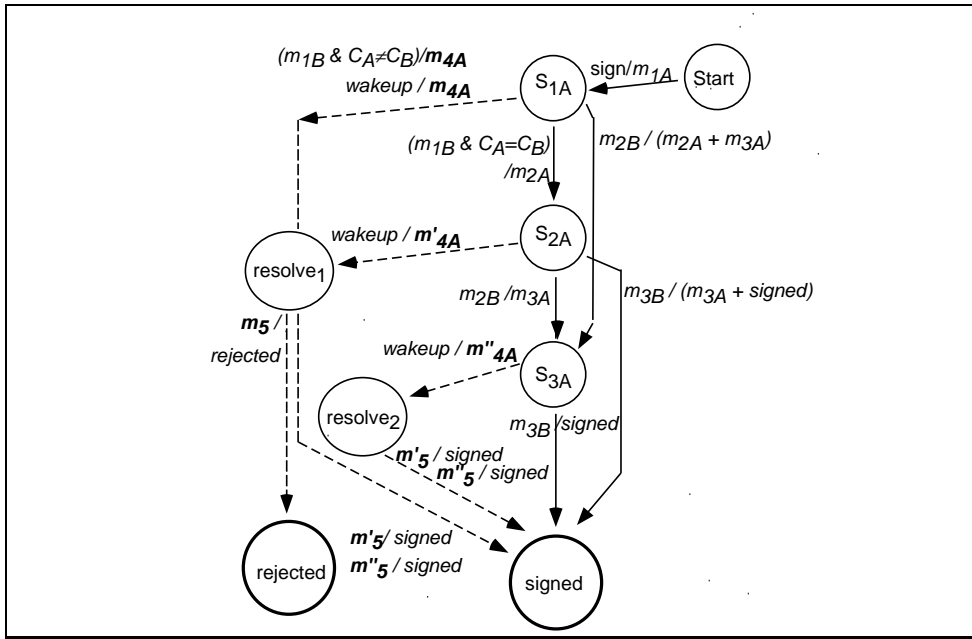 (m1B & CA≠CB)/m4A
wakeup / m4A
S1A
sign/m1A
Start
(m1B & CA=CB)
/m2A
m2B / (m2A + m3A)
wakeup / m'4A
S2A
resolve1
m2B/m3A
m3B / (m3A + signed)
m5 /
rejected
wakeup / m''4A
S3A
resolve2
m3B /signed
m'5 / signed
m''5 / signed
m'5/ signed
m''5 / signed
rejected
signed